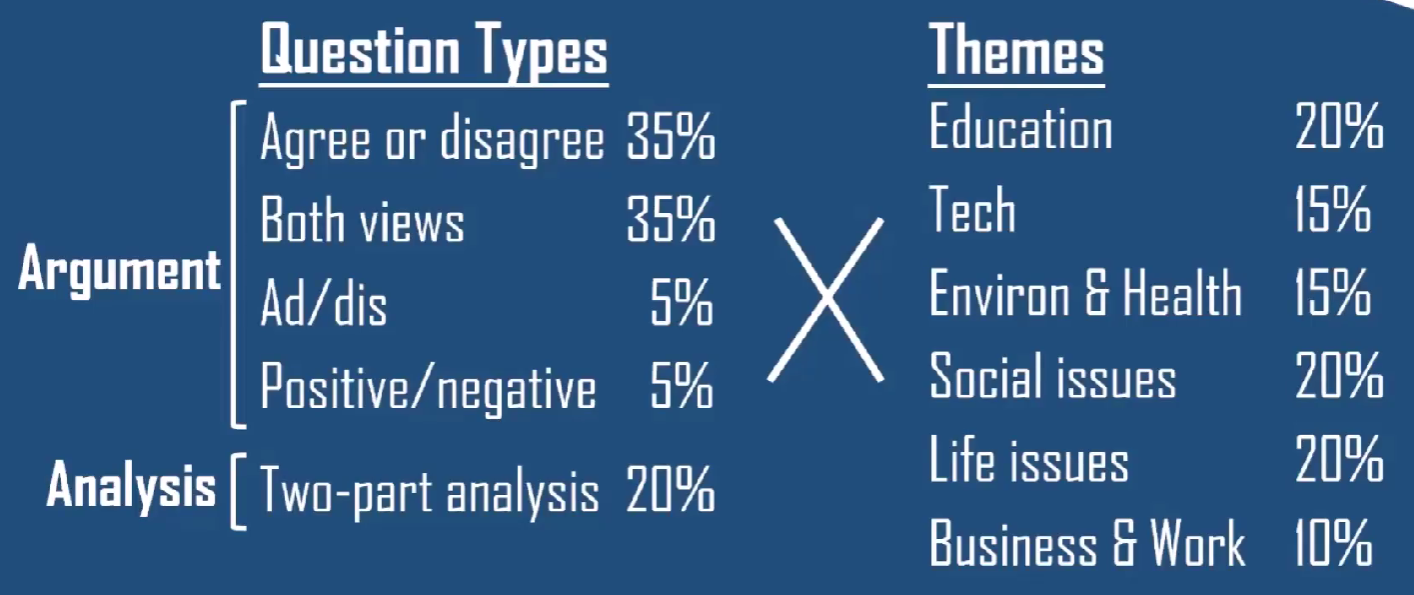 Question Types
Agree or disagree 35%
Both views 35%
Ad/dis 5%
Positive/negative 5%
Two-part analysis 20%
Argument
Analysis
Themes
Education 20%
Tech 15%
Environ & Health 15%
Social issues 20%
Life issues 20%
Business & Work 10%